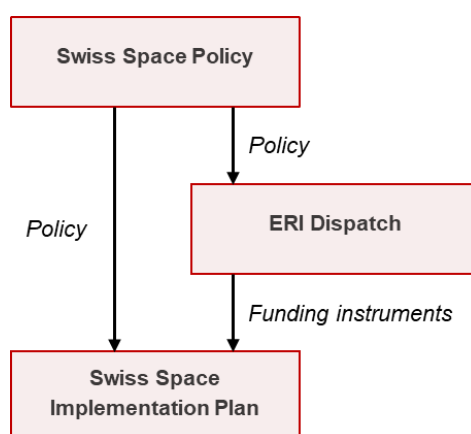 Swiss Space Policy
Policy
Policy
ERI Dispatch
Funding instruments
Swiss Space
Implementation Plan